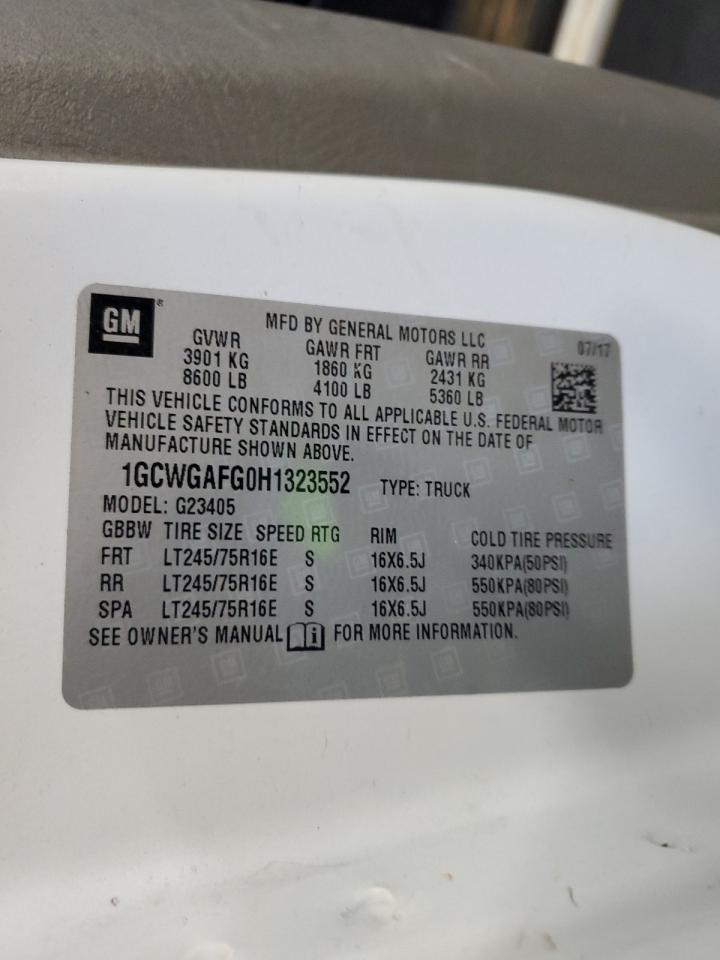 GM®
MFD BY GENERAL MOTORS LLC 07/17
GVWR GAWR FRT GAWR RR
3901 KG 1860 KG 2431 KG
8600 LB 4100 LB 5360 LB
THIS VEHICLE CONFORMS TO ALL APPLICABLE U.S. FEDERAL MOTOR
VEHICLE SAFETY STANDARDS IN EFFECT ON THE DATE OF
MANUFACTURE SHOWN ABOVE.
1GCWGAFG0H1323552 TYPE: TRUCK
MODEL: G23405
GBBW TIRE SIZE SPEED RTG RIM COLD TIRE PRESSURE
FRT LT245/75R16E S 16X6.5J 340KPA(50PSI)
RR LT245/75R16E S 16X6.5J 550KPA(80PSI)
SPA LT245/75R16E S 16X6.5J 550KPA(80PSI)
SEE OWNER'S MANUAL i FOR MORE INFORMATION.